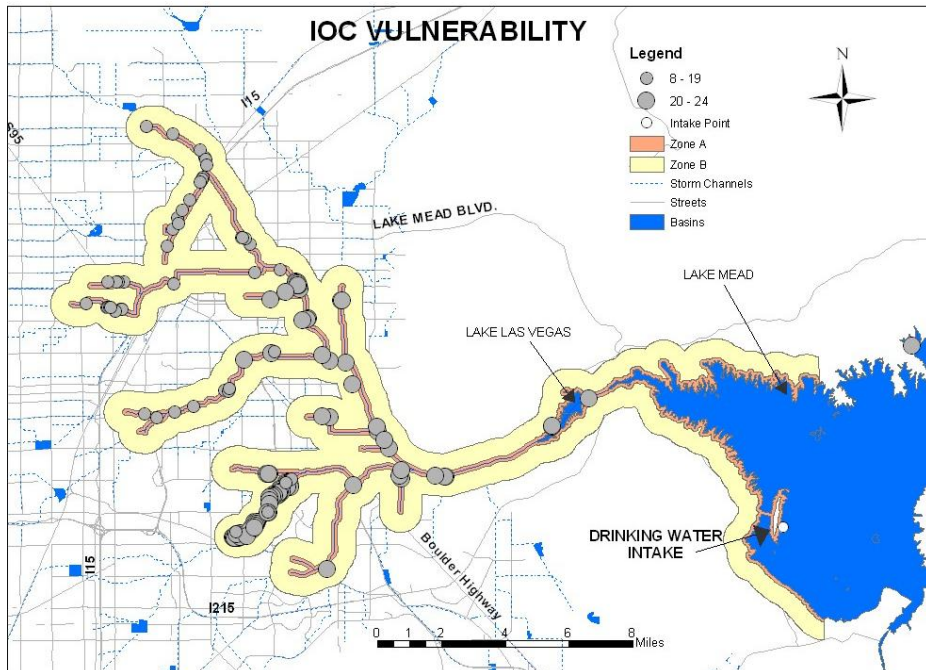 IOC VULNERABILITY
Legend
8 - 19
20 - 24
Intake Point
Zone A
Zone B
Storm Channels
Streets
Basins
N
I15
S95
LAKE MEAD BLVD.
LAKE MEAD
LAKE LAS VEGAS
DRINKING WATER
INTAKE
Boulder Highway
I15
I215
0 1 2 4 6 8
Miles